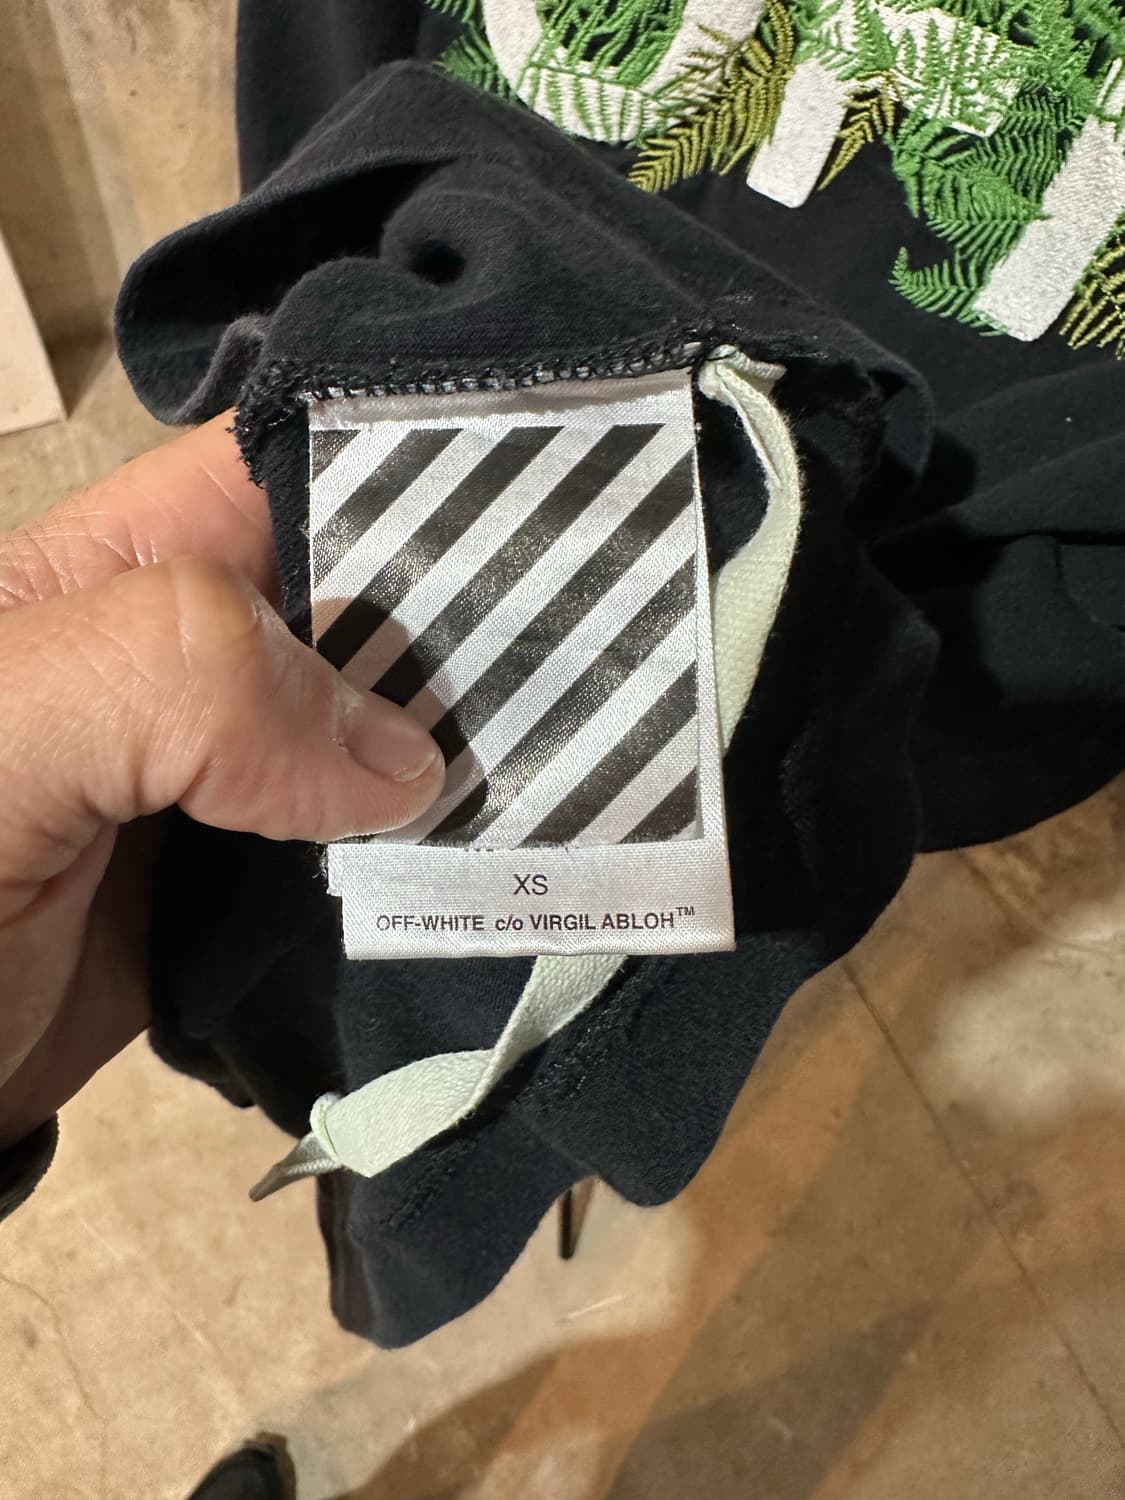 XS
OFF-WHITE c/o VIRGIL ABLOH™